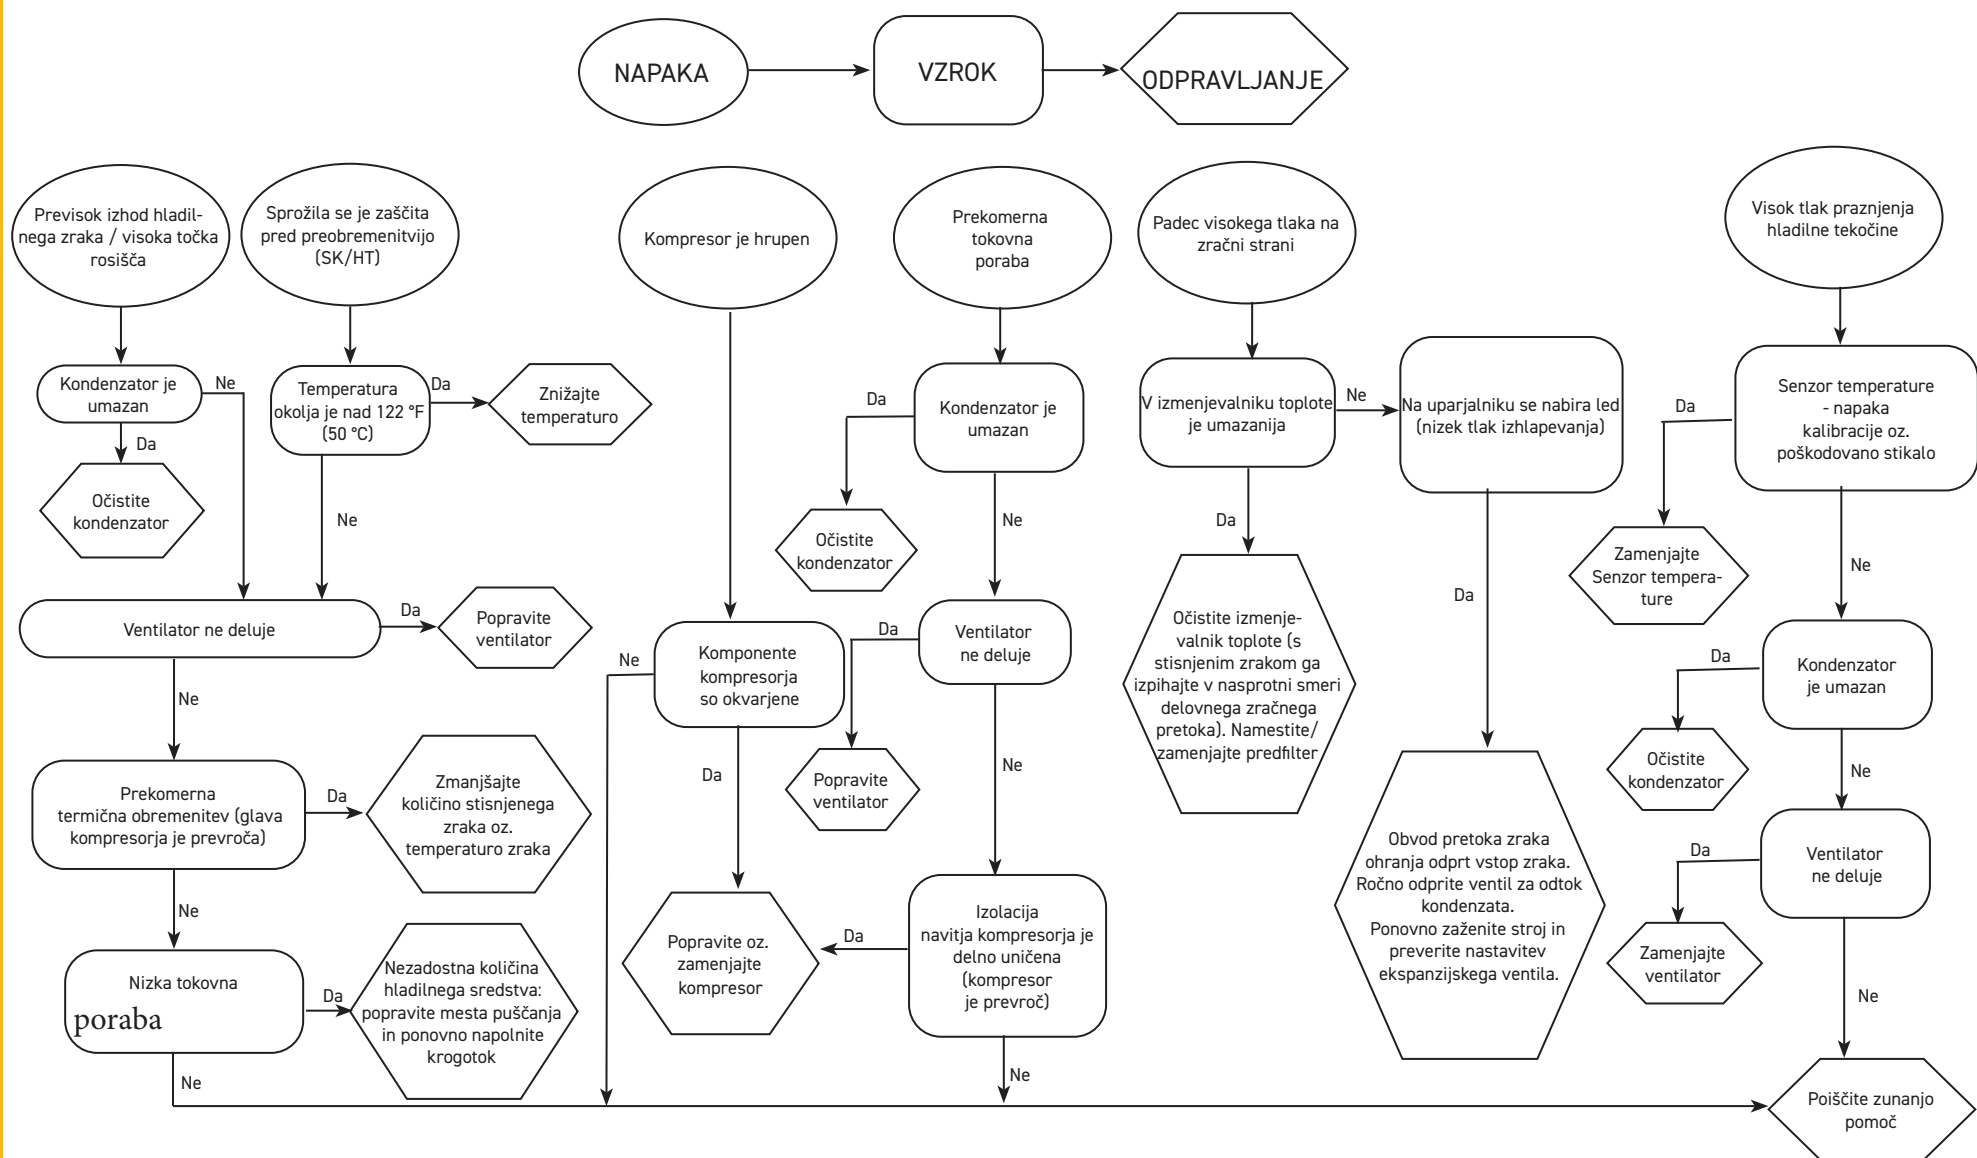 NAPAKA
VZROK
ODPRAVLJANJE
Previsok izhod hladil-
nega zraka / visoka točka
rosišča
Sprožila se je zaščita
pred preobremenitvijo
(SK/HT)
Kompresor je hrupen
Prekomerna
tokovna
poraba
Padec visokega tlaka na
zračni strani
Visok tlak praznjenja
hladilne tekočine
Kondenzator je
umazan
Ne
Da
Očistite
kondenzator
Temperatura
okolja je nad 122 °F
(50 °C)
Da
Znižajte
temperaturo
Ne
Ventilator ne deluje
Da
Popravite
ventilator
Ne
Prekomerna
termična obremenitev (glava
kompresorja je prevroča)
Da
Zmanjšajte
količino stisnjenega
zraka oz.
temperaturo zraka
Ne
Nizka tokovna
poraba
Da
Nezadostna količina
hladilnega sredstva:
popravite mesta puščanja
in ponovno napolnite
krogotok
Ne
Komponente
kompresorja
so okvarjene
Ne
Da
Popravite oz.
zamenjajte
kompresor
Kondenzator je
umazan
Da
Očistite
kondenzator
Ne
Ventilator
ne deluje
Da
Popravite
ventilator
Ne
Izolacija
navitja kompresorja je
delno uničena
(kompresor
je prevroč)
Da
Ne
V izmenjevalniku toplote
je umazanija
Ne
Da
Očistite izmenje-
valnik toplote (s
stisnjenim zrakom ga
izpihajte v nasprotni smeri
delovnega zračnega
pretoka). Namestite/
zamenjajte predfilter
Na uparjalniku se nabira led
(nizek tlak izhlapevanja)
Da
Obvod pretoka zraka
ohranja odprt vstop zraka.
Ročno odprite ventil za odtok
kondenzata.
Ponovno zaženite stroj in
preverite nastavitev
ekspanzijskega ventila.
Senzor temperature
- napaka
kalibracije oz.
poškodovano stikalo
Da
Zamenjajte
Senzor tempera-
ture
Ne
Kondenzator
je umazan
Da
Očistite
kondenzator
Ne
Ventilator
ne deluje
Da
Zamenjajte
ventilator
Ne
Poiščite zunanjo
pomoč